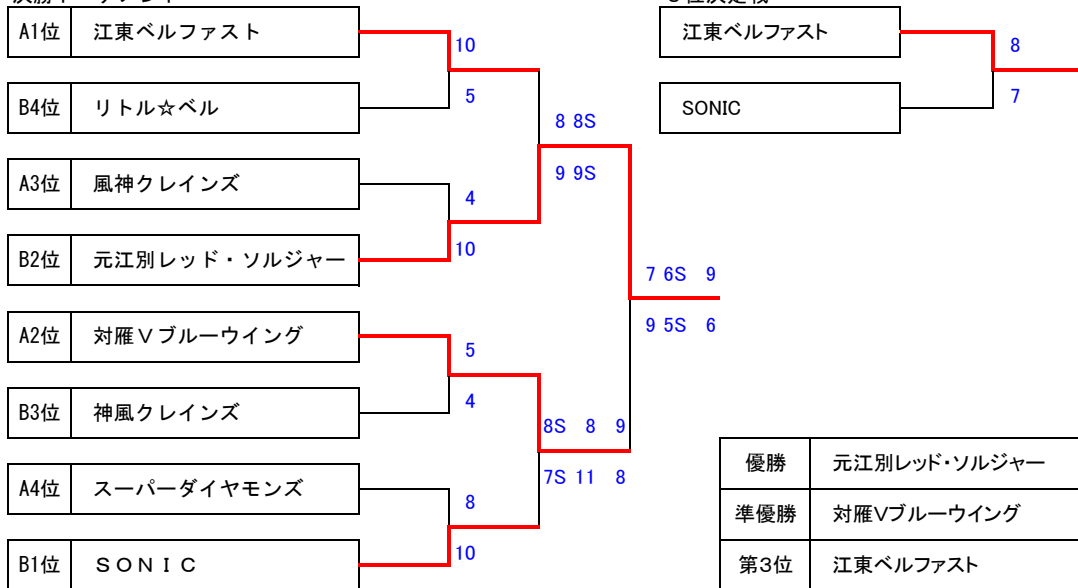 A1位 江東ベルファスト
10
5
B4位 リトル☆ベル
8 8S
9 9S
A3位 風神クレインズ
4
10
B2位 元江別レッド・ソルジャー
7 6S 9
9 5S 6
A2位 対雁Vブルーウイング
5
4
B3位 神風クレインズ
8S 8 9
7S 11 8
A4位 スーパーダイヤモンズ
8
10
B1位 SONIC
江東ベルファスト
8
7
SONIC
優勝 元江別レッド・ソルジャー
準優勝 対雁Vブルーウイング
第3位 江東ベルファスト